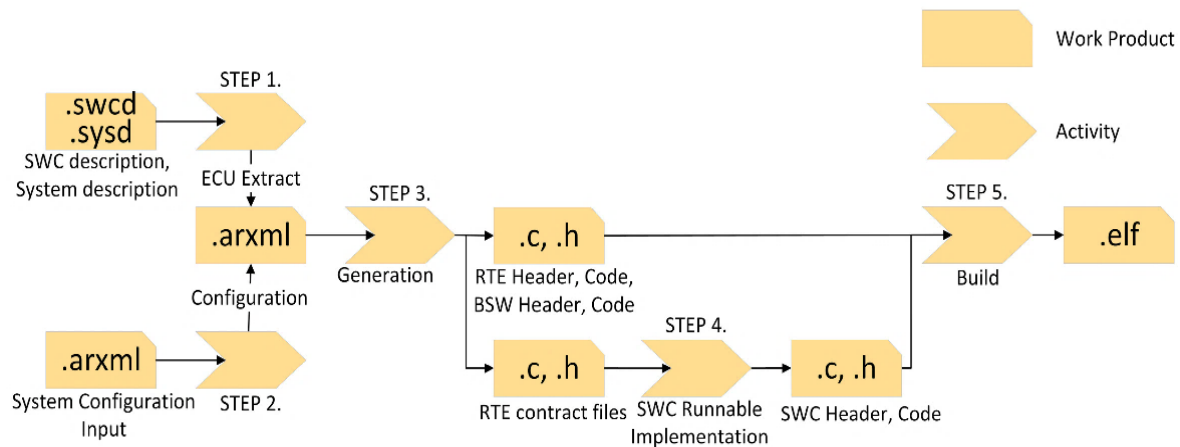 STEP 1.
.swcd
.sysd
SWC description,
System description
ECU Extract
.arxml
Configuration
.arxml
System Configuration
Input
STEP 2.
STEP 3.
Generation
.c, .h
RTE Header, Code,
BSW Header, Code
.c, .h
RTE contract files
STEP 4.
SWC Runnable
Implementation
.c, .h
SWC Header, Code
STEP 5.
Build
.elf
Work Product
Activity